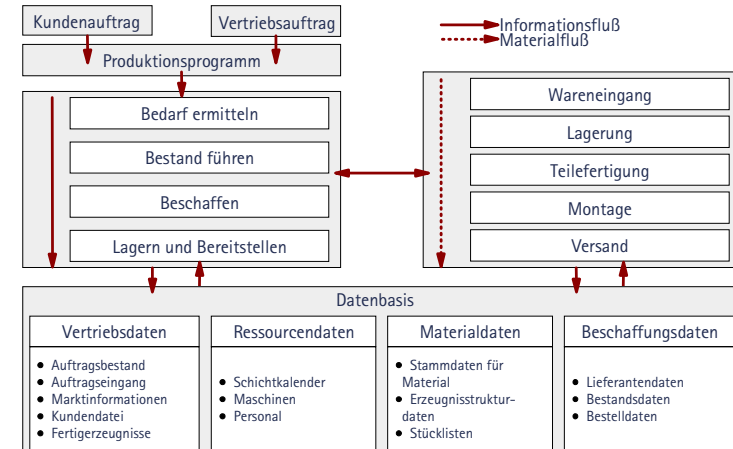 Kundenauftrag
Vertriebsauftrag
Informationsfluß
Materialfluß
Produktionsprogramm
Bedarf ermitteln
Bestand führen
Beschaffen
Lagern und Bereitstellen
Wareneingang
Lagerung
Teilefertigung
Montage
Versand
Datenbasis
Vertriebsdaten
• Auftragsbestand
• Auftragseingang
• Marktinformationen
• Kundendatei
• Fertigerzeugnisse
Ressourcendaten
• Schichtkalender
• Maschinen
• Personal
Materialdaten
• Stammdaten für
Material
• Erzeugnisstruktur-
daten
• Stücklisten
Beschaffungsdaten
• Lieferantendaten
• Bestandsdaten
• Bestelldaten